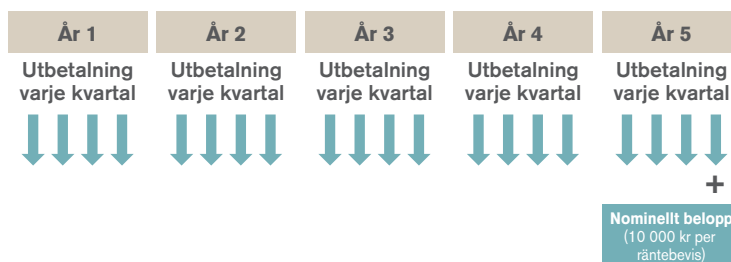 År 1
År 2
År 3
År 4
År 5
Utbetalning
varje kvartal
Utbetalning
varje kvartal
Utbetalning
varje kvartal
Utbetalning
varje kvartal
Utbetalning
varje kvartal
+
Nominellt belopp
(10 000 kr per
räntebevis)